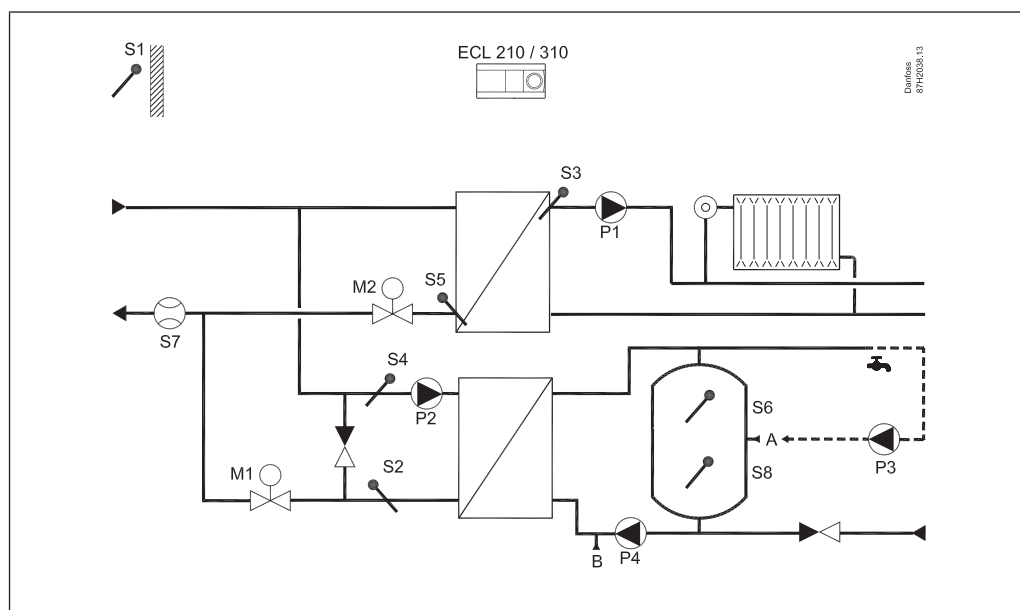 S1
ECL 210 / 310
Danfoss
87H2038.13
S3
P1
M2
S5
S7
S4
P2
S6
A
P3
S2
S8
M1
B
P4